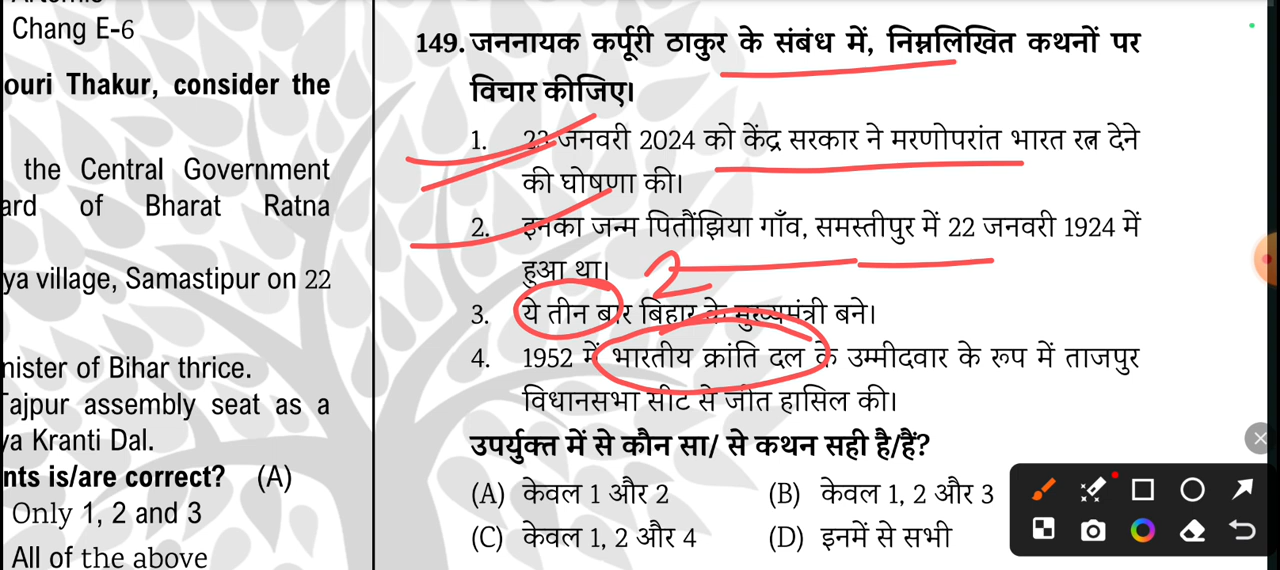 Chang E-6
ouri Thakur, consider the
the Central Government
ard of Bharat Ratna
ya village, Samastipur on 22
nister of Bihar thrice.
Tajpur assembly seat as a
ya Kranti Dal.
nts is/are correct? (A)
Only 1, 2 and 3
All of the above
149. जननायक कर्पूरी ठाकुर के संबंध में, निम्नलिखित कथनों पर
विचार कीजिए।
1. 23 जनवरी 2024 को केंद्र सरकार ने मरणोपरांत भारत रत्न देने
की घोषणा की।
2. इनका जन्म पितौंझिया गाँव, समस्तीपुर में 22 जनवरी 1924 में
हुआ था।
2
3. ये तीन बार बिहार के मुख्यमंत्री बने।
4. 1952 में भारतीय क्रांति दल के उम्मीदवार के रूप में ताजपुर
विधानसभा सीट से जीत हासिल की।
उपर्युक्त में से कौन सा/ से कथन सही है/हैं?
(A) केवल 1 और 2 (B) केवल 1, 2 और 3
(C) केवल 1, 2 और 4 (D) इनमें से सभी